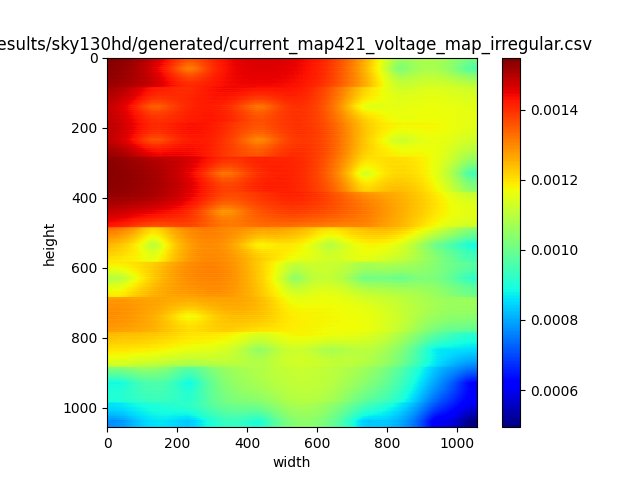 esults/sky130hd/generated/current_map421_voltage_map_irregular.csv
0
200
400
600
800
1000
height
0 200 400 600 800 1000
width
0.0014
0.0012
0.0010
0.0008
0.0006